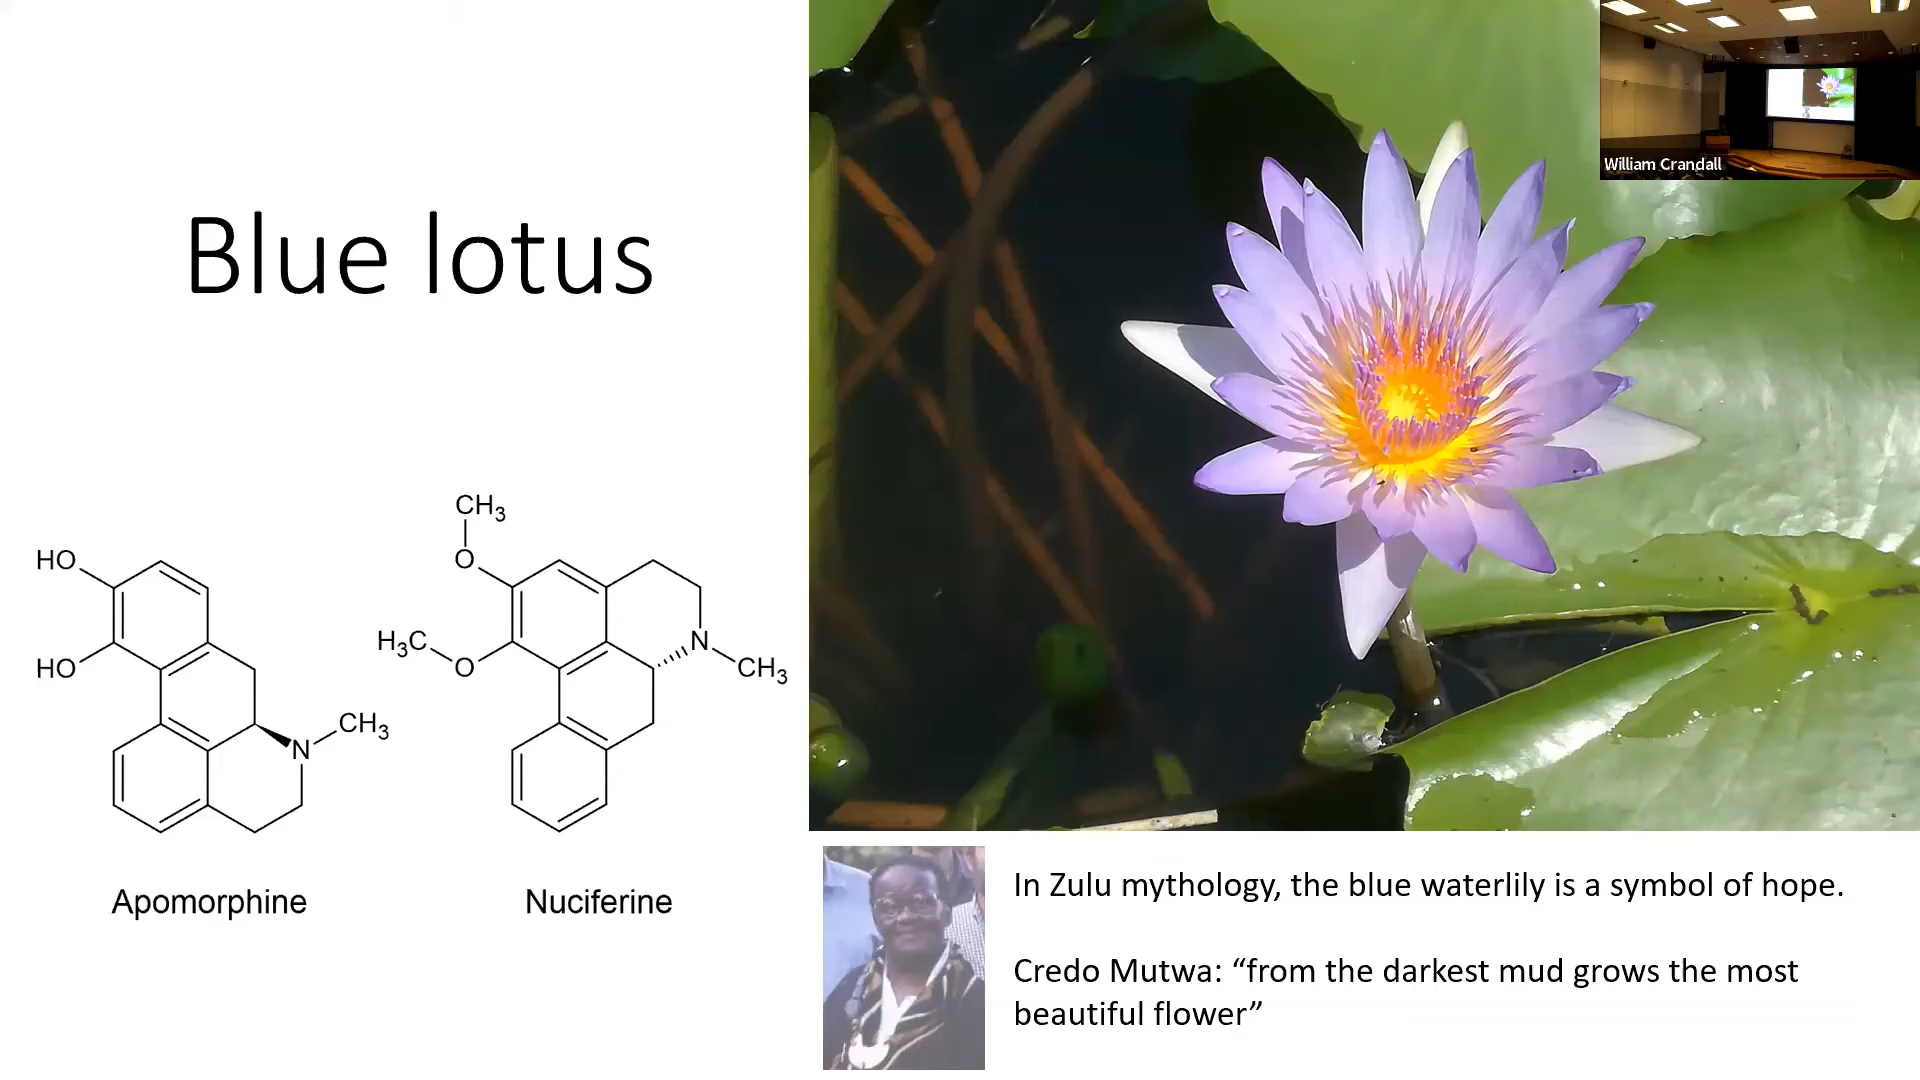 Blue lotus
HO
HO
CH3
N
Apomorphine
CH3
O
H3C
O
N
CH3
Nuciferine
William Crandall
In Zulu mythology, the blue waterlily is a symbol of hope.
Credo Mutwa: “from the darkest mud grows the most
beautiful flower”